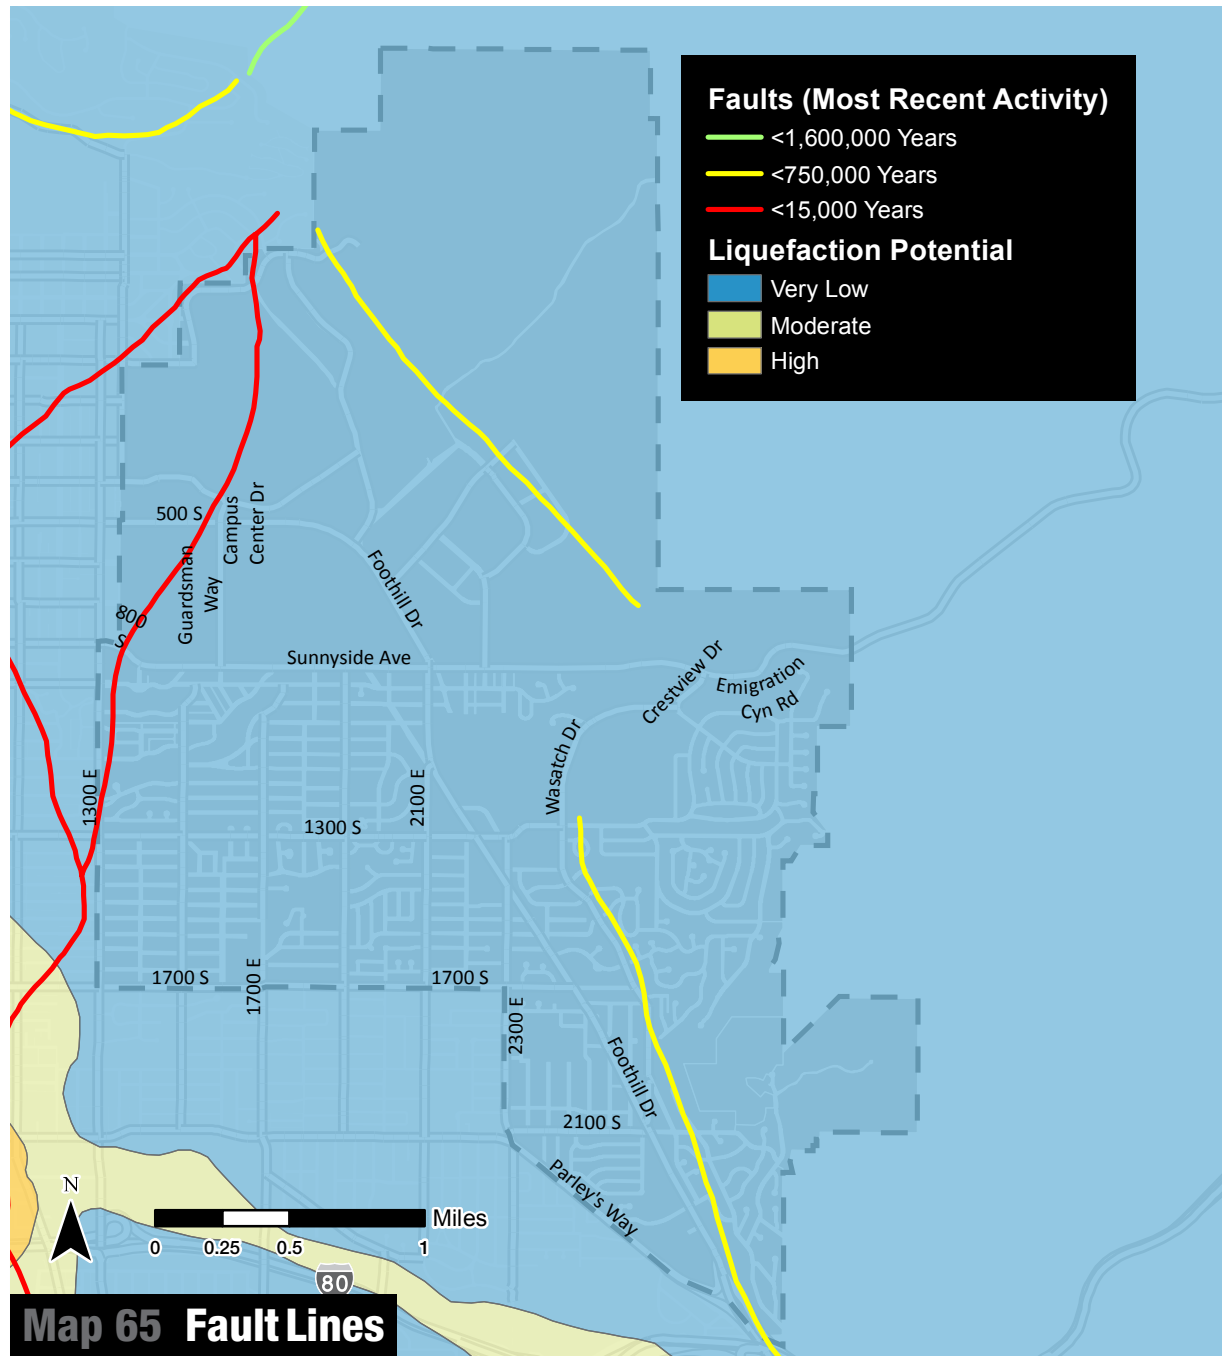 Faults (Most Recent Activity)
<1,600,000 Years
<750,000 Years
<15,000 Years
Liquefaction Potential
Very Low
Moderate
High
500 S
Campus
Center Dr
Guardsman
Way
Foothill Dr
800
S
Sunnyside Ave
Crestview Dr
Emigration
Cyn Rd
Wasatch Dr
1300 E
2100 E
1300 S
1700 S
1700 E
1700 S
2300 E
Foothill Dr
2100 S
Parley's Way
N
Miles
0 0.25 0.5 1
80
Map 65 Fault Lines